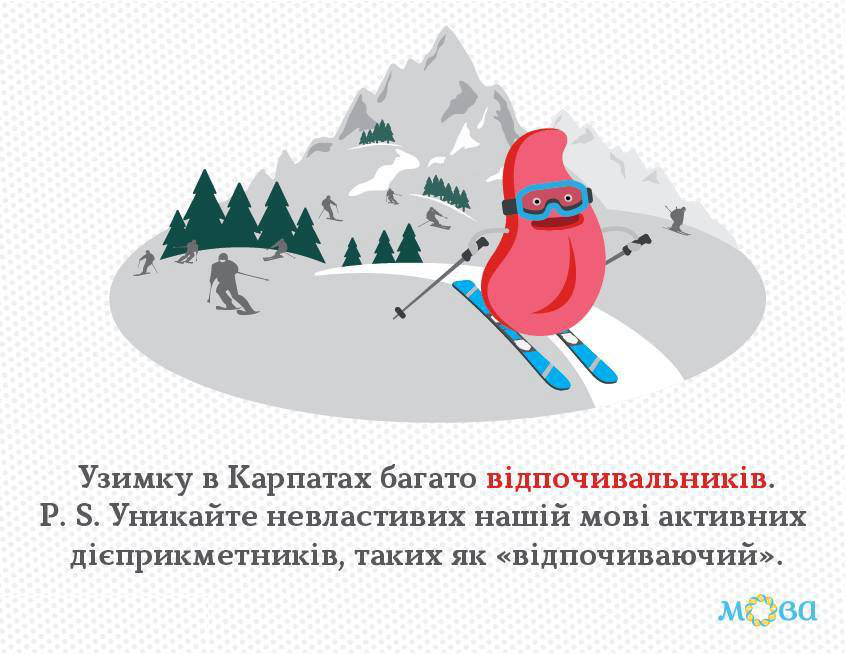 Узимку в Карпатах багато відпочивальників.
P. S. Уникайте невластивих нашій мові активних
дієприкметників, таких як «відпочиваючий».
мова